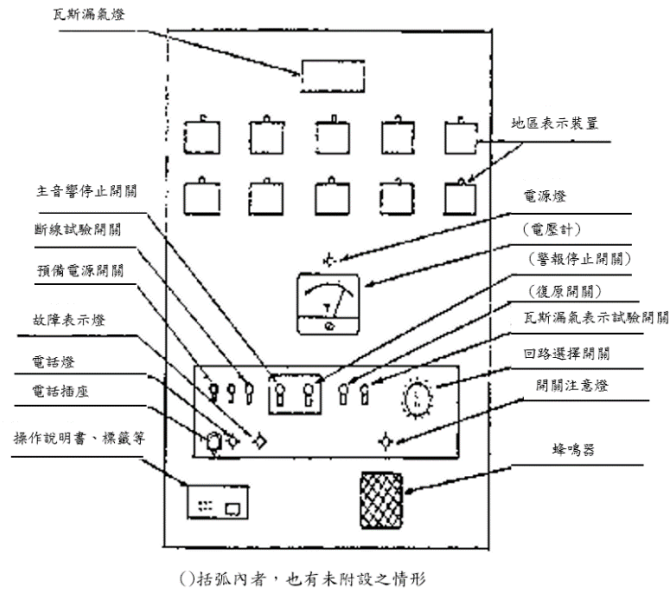 瓦斯漏氣燈
地區表示裝置
主音響停止開關
電源燈
斷線試驗開關
(電壓計)
預備電源開關
(警報停止開關)
(復原開關)
故障表示燈
瓦斯漏氣表示試驗開關
電話燈
回路選擇開關
電話插座
開關注意燈
操作說明書、標籤等
蜂鳴器
()括弧內者，也有未附設之情形